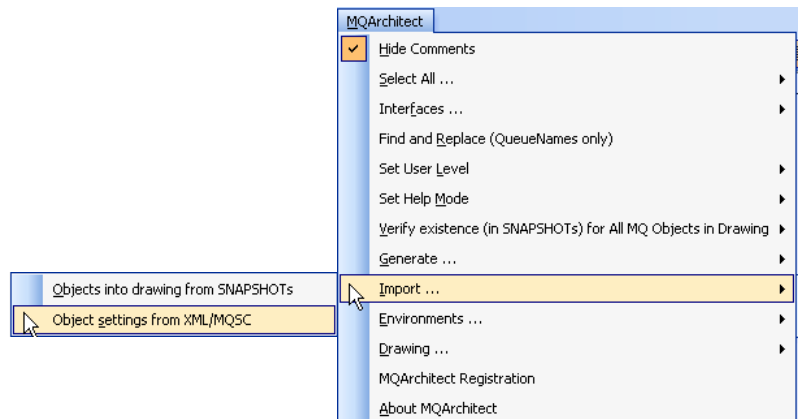 MQArchitect
Hide Comments
Select All ...
Interfaces ...
Find and Replace (QueueNames only)
Set User Level
Set Help Mode
Verify existence (in SNAPSHOTs) for All MQ Objects in Drawing
Generate ...
Import ...
Objects into drawing from SNAPSHOTs
Object settings from XML/MQSC
Environments ...
Drawing ...
MQArchitect Registration
About MQArchitect